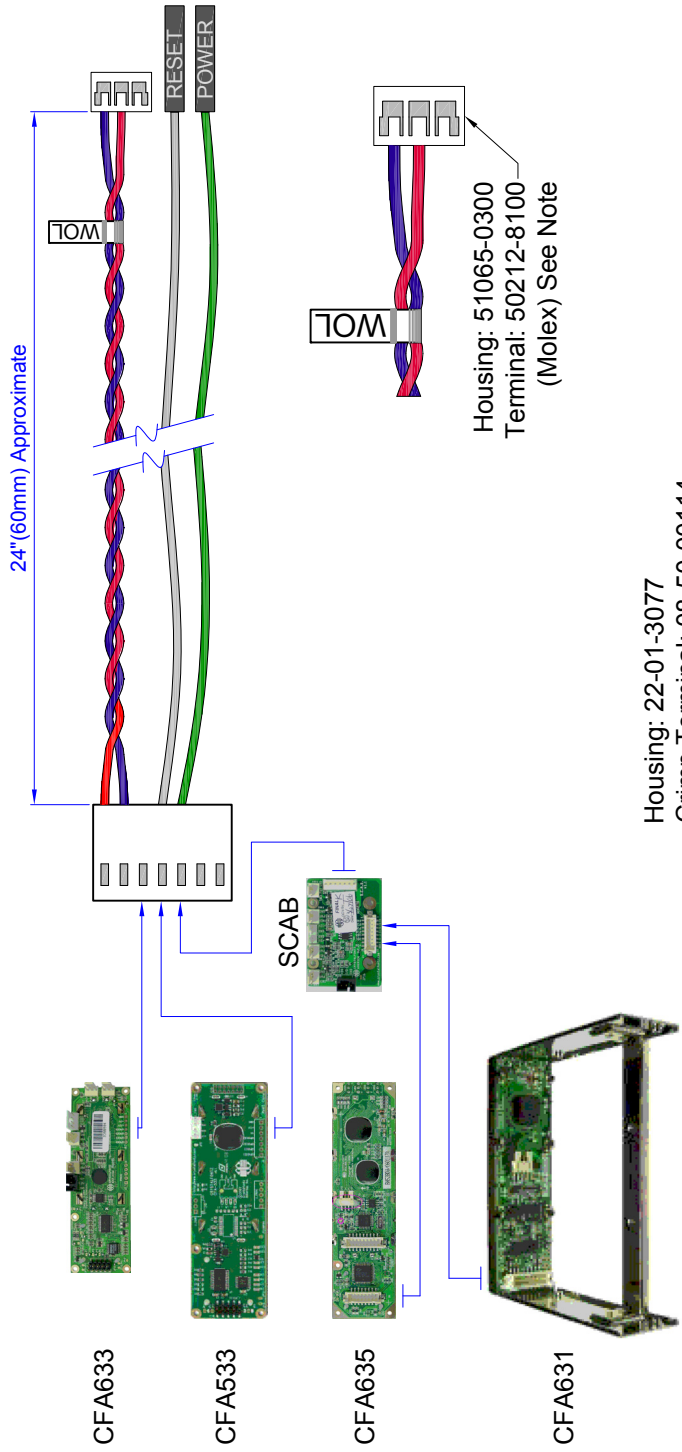 24"(60mm) Approximate
WOL
RESET
POWER
WOL
Housing: 51065-0300
Terminal: 50212-8100
(Molex) See Note
SCAB
CFA633
CFA533
CFA635
CFA631
Housing: 22-01-3077